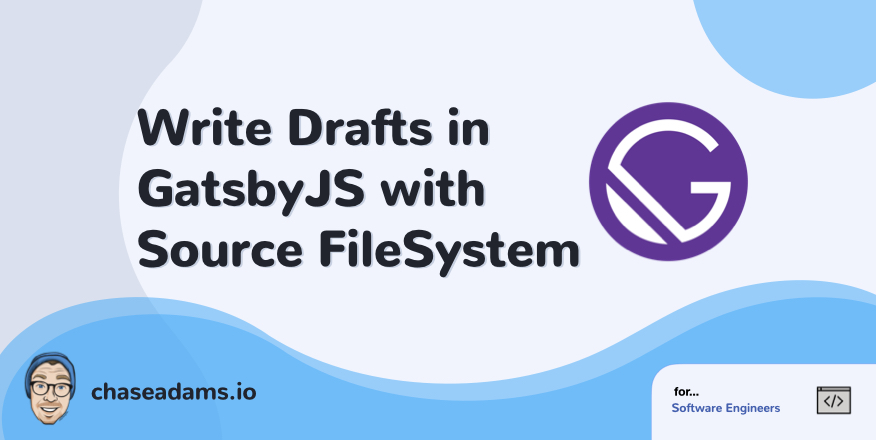 Write Drafts in
GatsbyJS with
Source FileSystem
chaseadams.io
for...
Software Engineers
</>